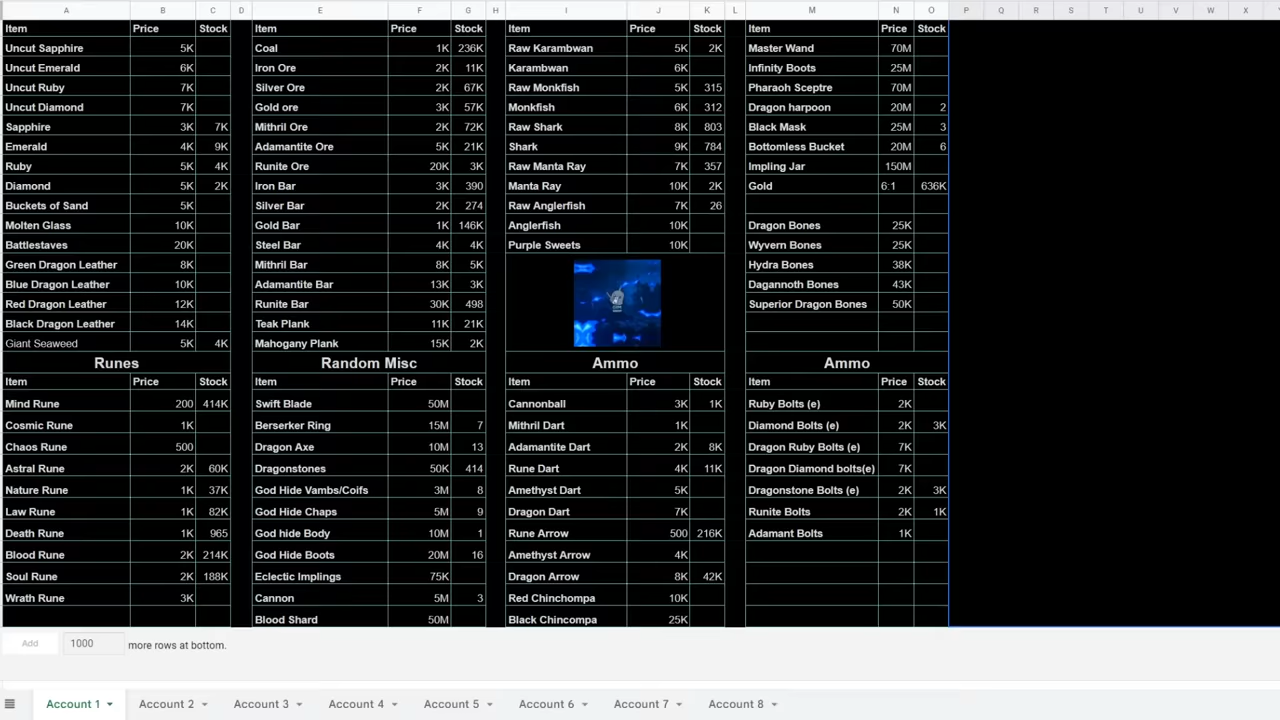 A B C D E F G H I J K L M N O P Q R S T U V W X
Item Price Stock Item Price Stock Item Price Stock Item Price Stock
Uncut Sapphire 5K Coal 1K 236K Raw Karambwan 5K 2K Master Wand 70M
Uncut Emerald 6K Iron Ore 2K 11K Karambwan 6K Infinity Boots 25M
Uncut Ruby 7K Silver Ore 2K 67K Raw Monkfish 5K 315 Pharaoh Sceptre 70M
Uncut Diamond 7K Gold ore 3K 57K Monkfish 6K 312 Dragon harpoon 20M 2
Sapphire 3K 7K Mithril Ore 2K 72K Raw Shark 8K 803 Black Mask 25M 3
Emerald 4K 9K Adamantite Ore 5K 21K Shark 9K 784 Bottomless Bucket 20M 6
Ruby 5K 4K Runite Ore 20K 3K Raw Manta Ray 7K 357 Impling Jar 150M
Diamond 5K 2K Iron Bar 3K 390 Manta Ray 10K 2K Gold 6:1 636K
Buckets of Sand 5K Silver Bar 2K 274 Raw Anglerfish 7K 26
Molten Glass 10K Gold Bar 1K 146K Anglerfish 10K Dragon Bones 25K
Battlestaves 20K Steel Bar 4K 4K Purple Sweets 10K Wyvern Bones 25K
Green Dragon Leather 8K Mithril Bar 8K 5K Hydra Bones 38K
Blue Dragon Leather 10K Adamantite Bar 13K 3K Dagannoth Bones 43K
Red Dragon Leather 12K Runite Bar 30K 498 Superior Dragon Bones 50K
Black Dragon Leather 14K Teak Plank 11K 21K
Giant Seaweed 5K 4K Mahogany Plank 15K 2K
Runes Random Misc Ammo Ammo
Item Price Stock Item Price Stock Item Price Stock Item Price Stock
Mind Rune 200 414K Swift Blade 50M Cannonball 3K 1K Ruby Bolts (e) 2K
Cosmic Rune 1K Berserker Ring 15M 7 Mithril Dart 1K Diamond Bolts (e) 2K 3K
Chaos Rune 500 Dragon Axe 10M 13 Adamantite Dart 2K 8K Dragon Ruby Bolts (e) 7K
Astral Rune 2K 60K Dragonstones 50K 414 Rune Dart 4K 11K Dragon Diamond bolts(e) 7K
Nature Rune 1K 37K God Hide Vambs/Coifs 3M 8 Amethyst Dart 5K Dragonstone Bolts (e) 2K 3K
Law Rune 1K 82K God Hide Chaps 5M 9 Dragon Dart 7K Runite Bolts 2K 1K
Death Rune 1K 965 God hide Body 10M 1 Rune Arrow 500 216K Adamant Bolts 1K
Blood Rune 2K 214K God Hide Boots 20M 16 Amethyst Arrow 4K
Soul Rune 2K 188K Eclectic Implings 75K Dragon Arrow 8K 42K
Wrath Rune 3K Cannon 5M 3 Red Chinchompa 10K
Blood Shard 50M Black Chincompa 25K
Add 1000 more rows at bottom.
Account 1 Account 2 Account 3 Account 4 Account 5 Account 6 Account 7 Account 8